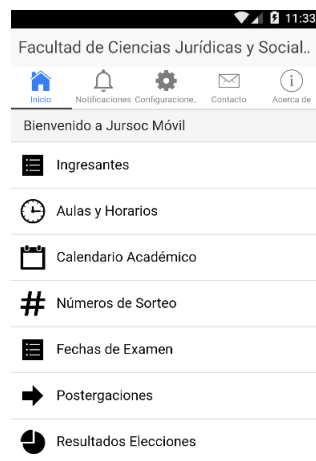 11:33
Facultad de Ciencias Jurídicas y Social..
Inicio
Notificaciones
Configuracione..
Contacto
Acerca de
Bienvenido a Jursoc Móvil
Ingresantes
Aulas y Horarios
Calendario Académico
Números de Sorteo
Fechas de Examen
Postergaciones
Resultados Elecciones